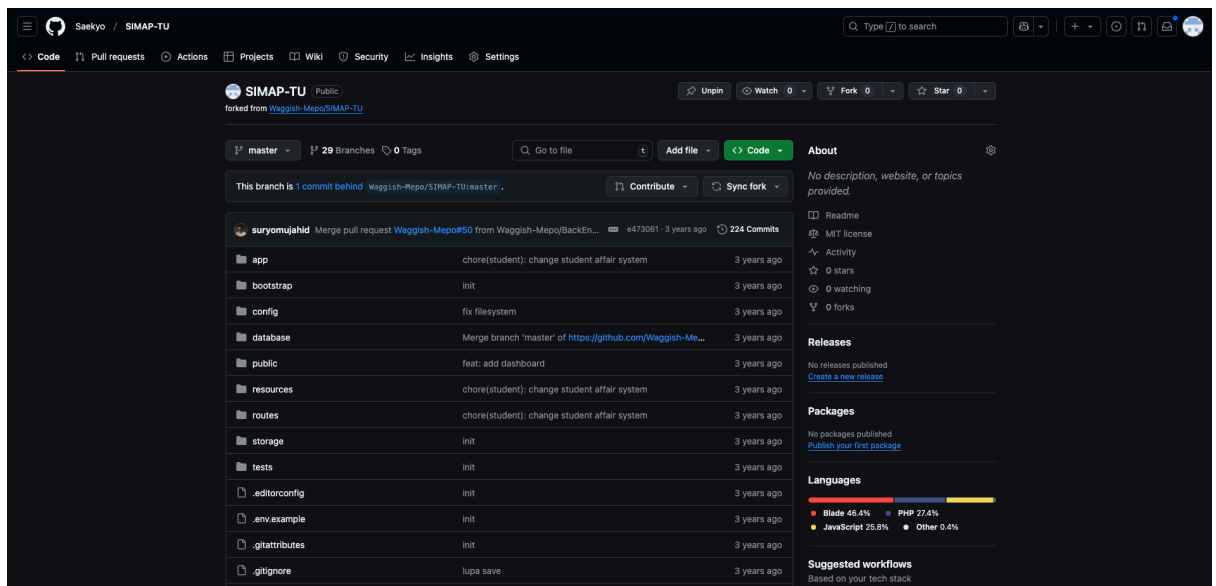 Saekyo / SIMAP-TU
Type / to search
Code Pull requests Actions Projects Wiki Security Insights Settings
SIMAP-TU Public
Unpin Watch 0 Fork 0 Star 0
forked from Waggish-Mepo/SIMAP-TU
master 29 Branches 0 Tags Go to file t Add file Code
This branch is 1 commit behind Waggish-Mepo/SIMAP-TU:master . Contribute Sync fork
suryomujahid Merge pull request Waggish-Mepo#50 from Waggish-Mepo/BackEn... e473061 · 3 years ago 224 Commits
app chore(student): change student affair system 3 years ago
bootstrap init 3 years ago
config fix filesystem 3 years ago
database Merge branch 'master' of https://github.com/Waggish-Me... 3 years ago
public feat: add dashboard 3 years ago
resources chore(student): change student affair system 3 years ago
routes chore(student): change student affair system 3 years ago
storage init 3 years ago
tests init 3 years ago
.editorconfig init 3 years ago
.env.example init 3 years ago
.gitattributes init 3 years ago
.gitignore lupa save 3 years ago
About
No description, website, or topics
provided.
Readme
MIT license
Activity
0 stars
0 watching
0 forks
Releases
No releases published
Create a new release
Packages
No packages published
Publish your first package
Languages
Blade 46.4% PHP 27.4%
JavaScript 25.8% Other 0.4%
Suggested workflows
Based on your tech stack